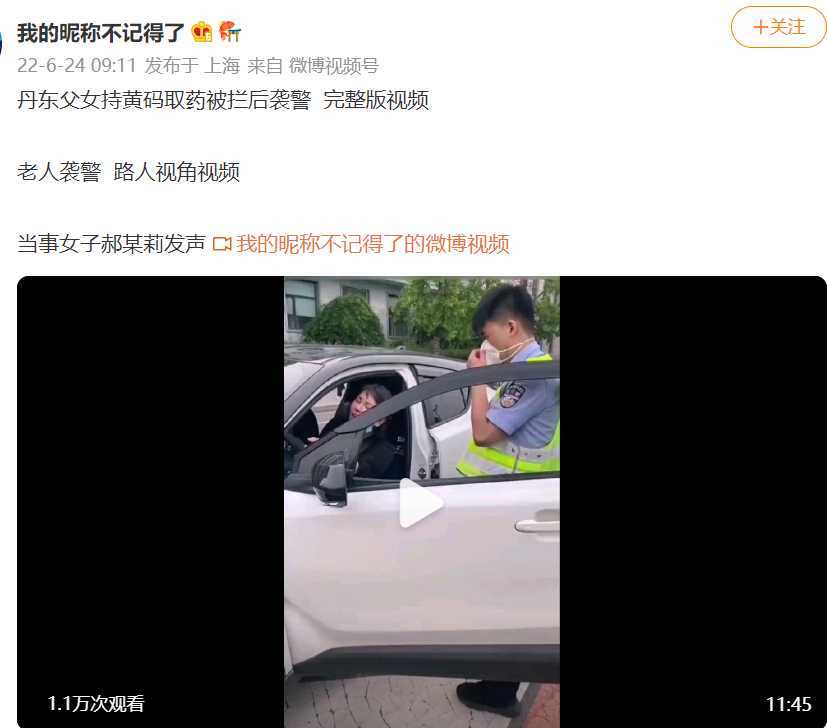 我的昵称不记得了
＋关注
22-6-24 09:11 发布于 上海 来自 微博视频号
丹东父女持黄码取药被拦后袭警 完整版视频
老人袭警 路人视角视频
当事女子郝某莉发声 我的昵称不记得了的微博视频
1.1万次观看
11:45